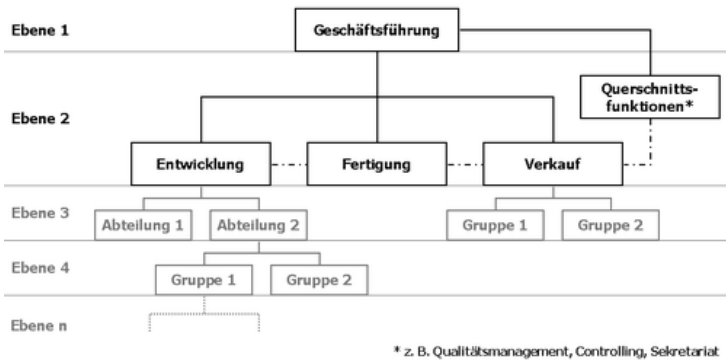 Ebene 1
Geschäftsführung
Querschnitts-
funktionen*
Ebene 2
Entwicklung
Fertigung
Verkauf
Ebene 3
Abteilung 1
Abteilung 2
Gruppe 1
Gruppe 2
Ebene 4
Gruppe 1
Gruppe 2
Ebene n
* z. B. Qualitätsmanagement, Controlling, Sekretariat